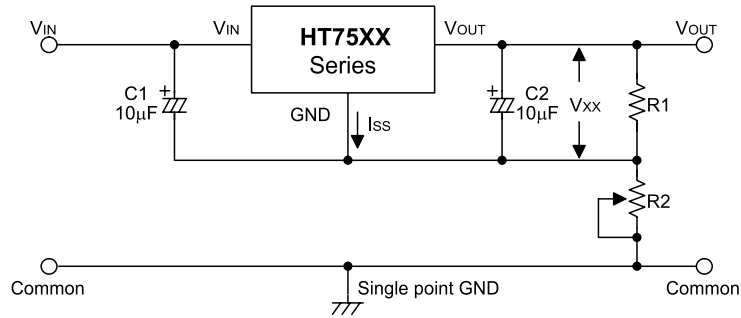 VIN
VIN
HT75XX
Series
VOUT
VOUT
C1
10µF
GND
ISS
C2
10µF
VXX
R1
R2
Common
Single point GND
Common